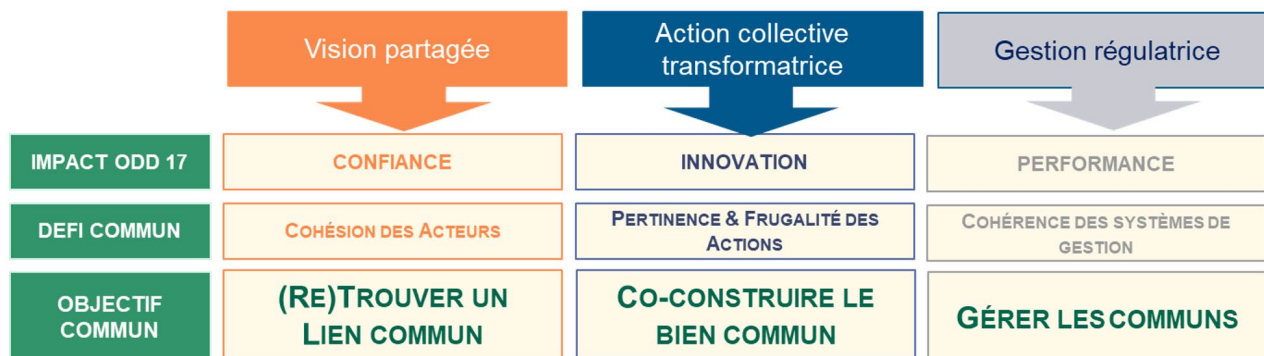 Vision partagée
Action collective
transformatrice
Gestion régulatrice
IMPACT ODD 17
CONFIANCE
INNOVATION
PERFORMANCE
DEFI COMMUN
COHÉSION DES ACTEURS
PERTINENCE & FRUGALITÉ DES
ACTIONS
COHÉRENCE DES SYSTÈMES DE
GESTION
OBJECTIF
COMMUN
(RE)TROUVER UN
LIEN COMMUN
CO-CONSTRUIRE LE
BIEN COMMUN
GÉRER LES COMMUNS